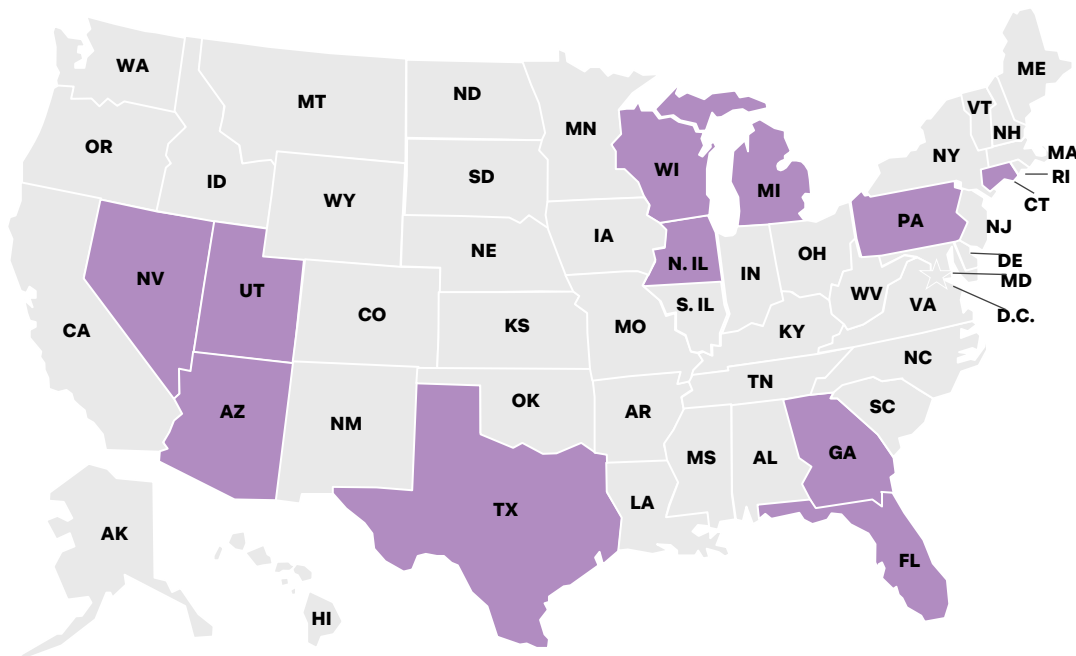 WA
MT
ND
MN
ME
VT
NH
OR
ID
WY
SD
WI
MI
NY
MA
RI
CT
NV
UT
CO
NE
IA
N. IL
IN
OH
PA
NJ
DE
MD
D.C.
CA
KS
MO
S. IL
KY
WV
VA
AZ
NM
OK
AR
TN
NC
SC
TX
LA
MS
AL
GA
FL
AK
HI